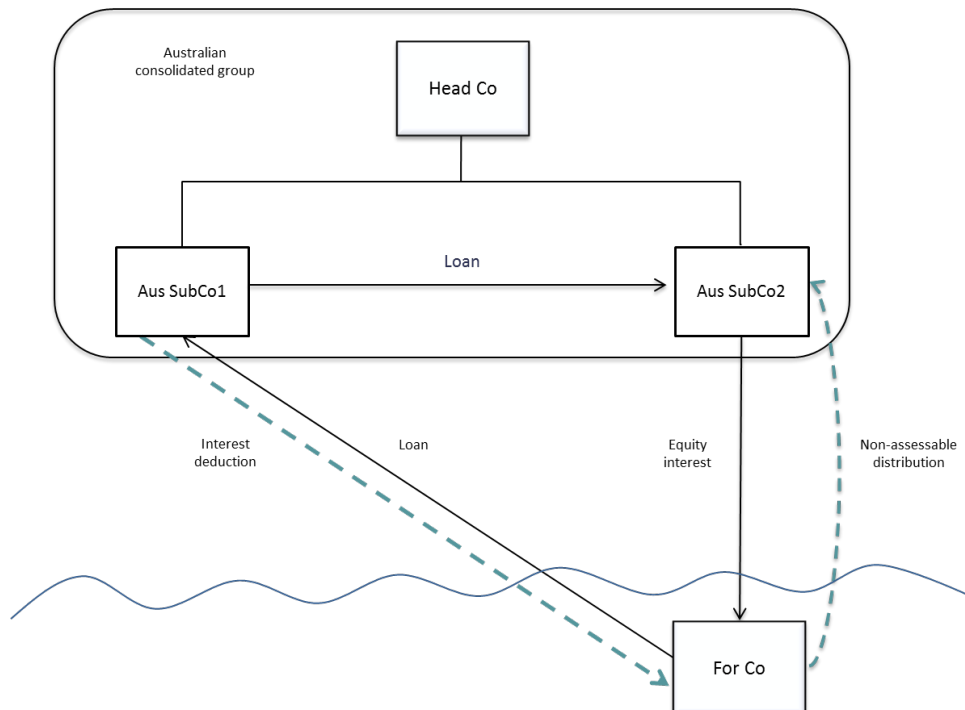 Australian
consolidated group
Head Co
Loan
Aus SubCo1
Aus SubCo2
Interest
deduction
Loan
Equity
interest
Non-assessable
distribution
For Co